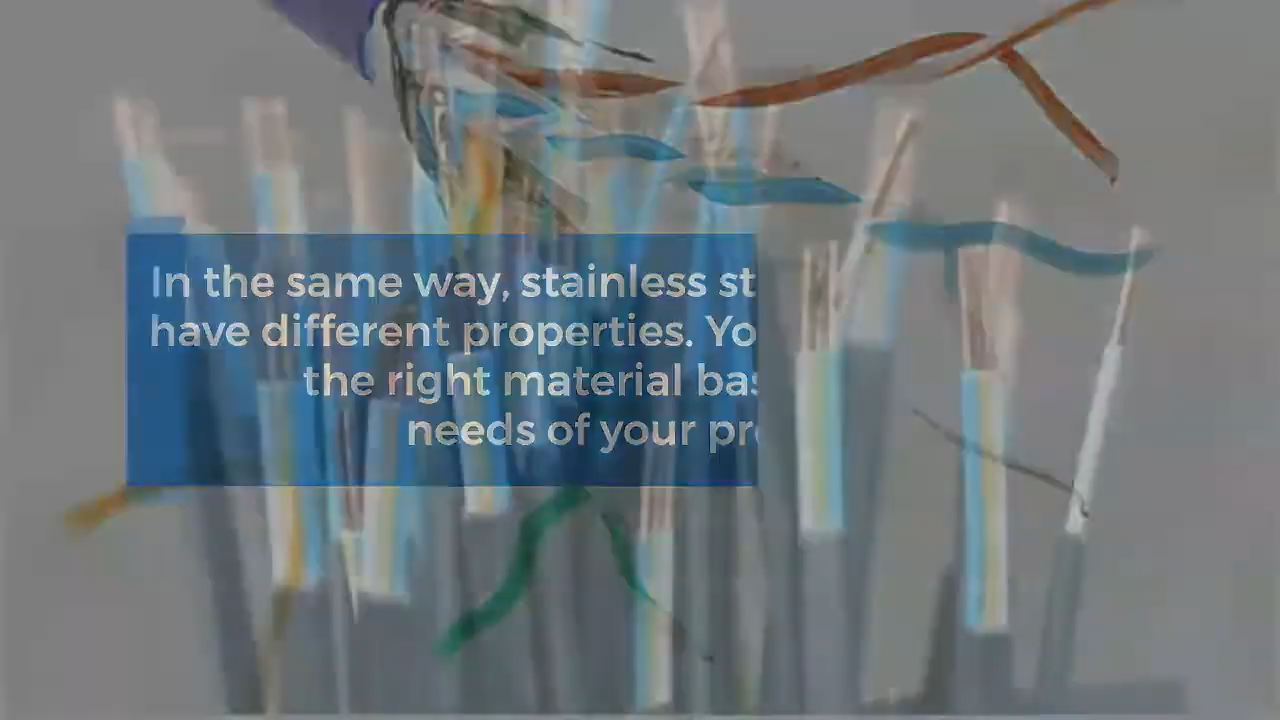 In the same way, stainless st
have different properties. Yo
the right material bas
needs of your pr